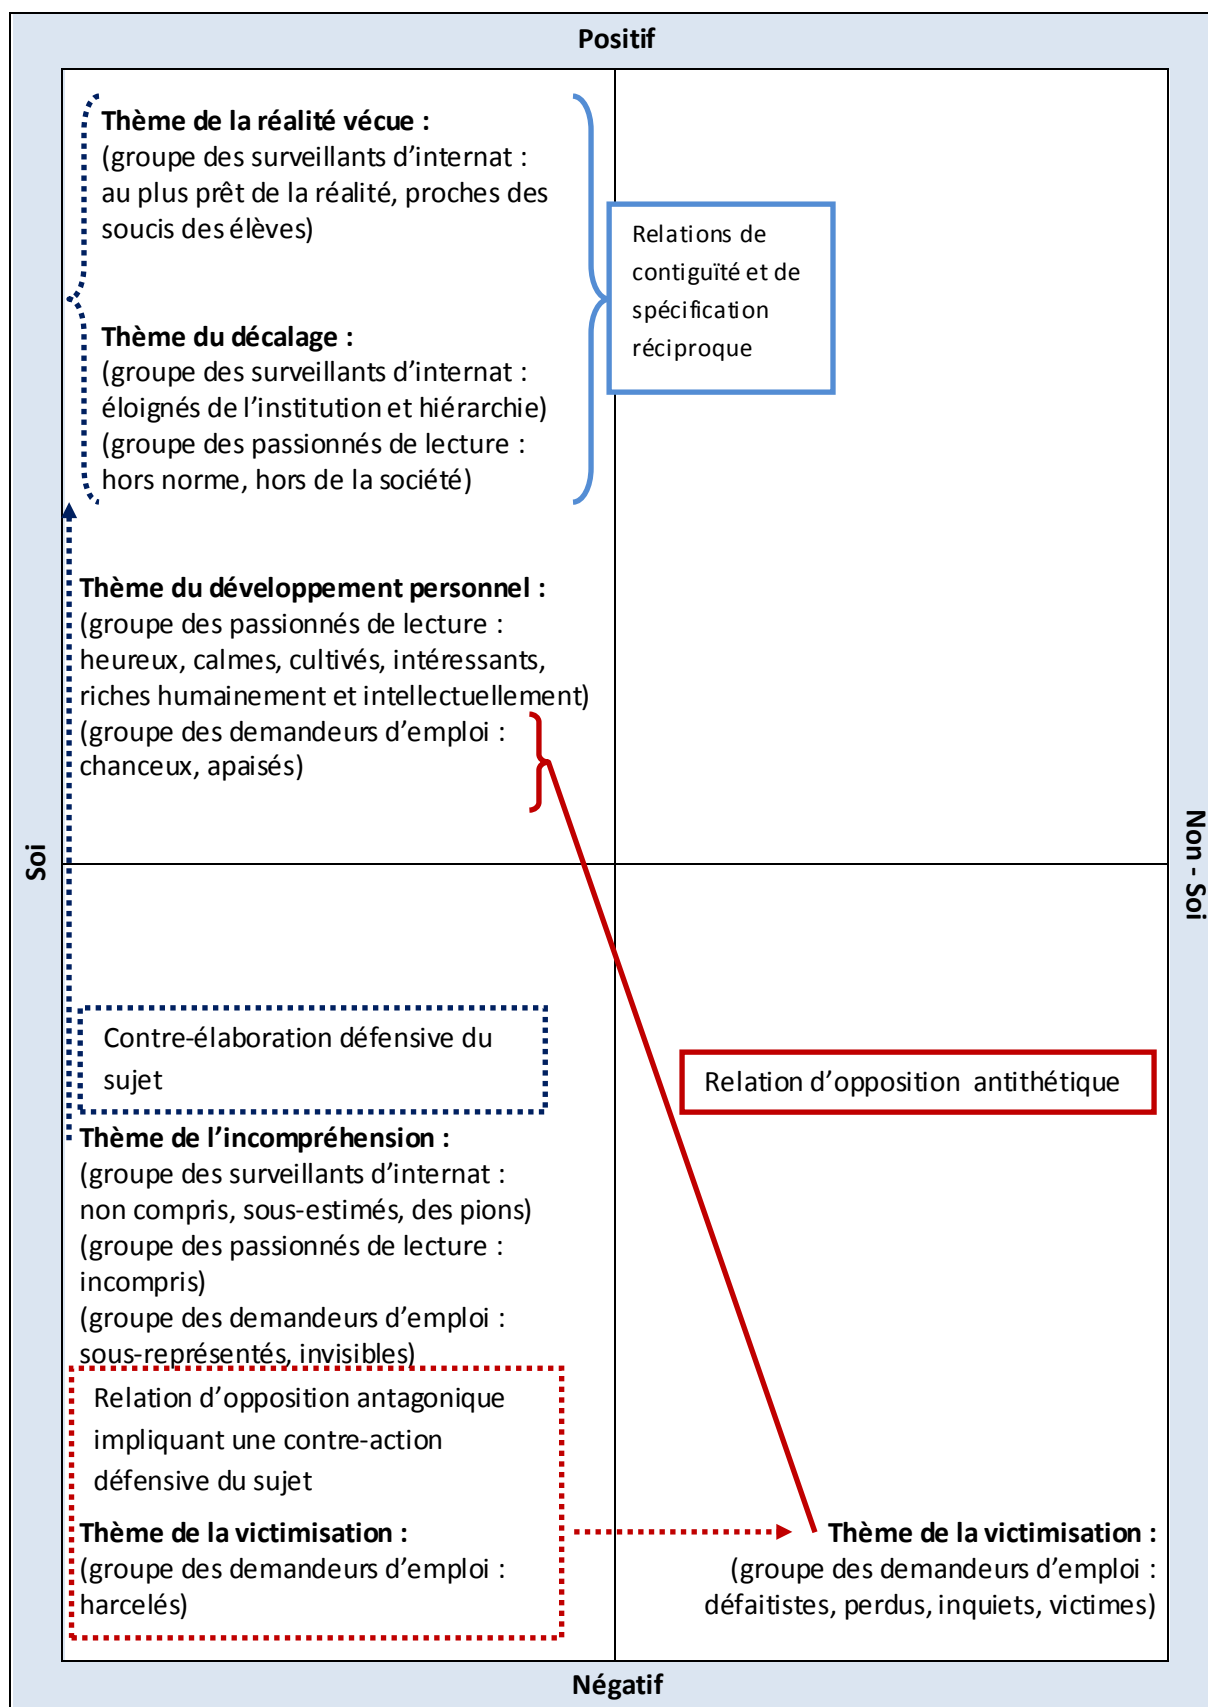 Positif
Thème de la réalité vécue :
(groupe des surveillants d’internat :
au plus prêt de la réalité, proches des
soucis des élèves)
Relations de
contiguïté et de
spécification
réciproque
Thème du décalage :
(groupe des surveillants d’internat :
éloignés de l’institution et hiérarchie)
(groupe des passionnés de lecture :
hors norme, hors de la société)
Thème du développement personnel :
(groupe des passionnés de lecture :
heureux, calmes, cultivés, intéressants,
riches humainement et intellectuellement)
(groupe des demandeurs d’emploi :
chanceux, apaisés)
Soi
Non - Soi
Contre-élaboration défensive du
sujet
Relation d’opposition antithétique
Thème de l’incompréhension :
(groupe des surveillants d’internat :
non compris, sous-estimés, des pions)
(groupe des passionnés de lecture :
incompris)
(groupe des demandeurs d’emploi :
sous-représentés, invisibles)
Relation d’opposition antagonique
impliquant une contre-action
défensive du sujet
Thème de la victimisation :
(groupe des demandeurs d’emploi :
harcelés)
Thème de la victimisation :
(groupe des demandeurs d’emploi :
défaitistes, perdus, inquiets, victimes)
Négatif